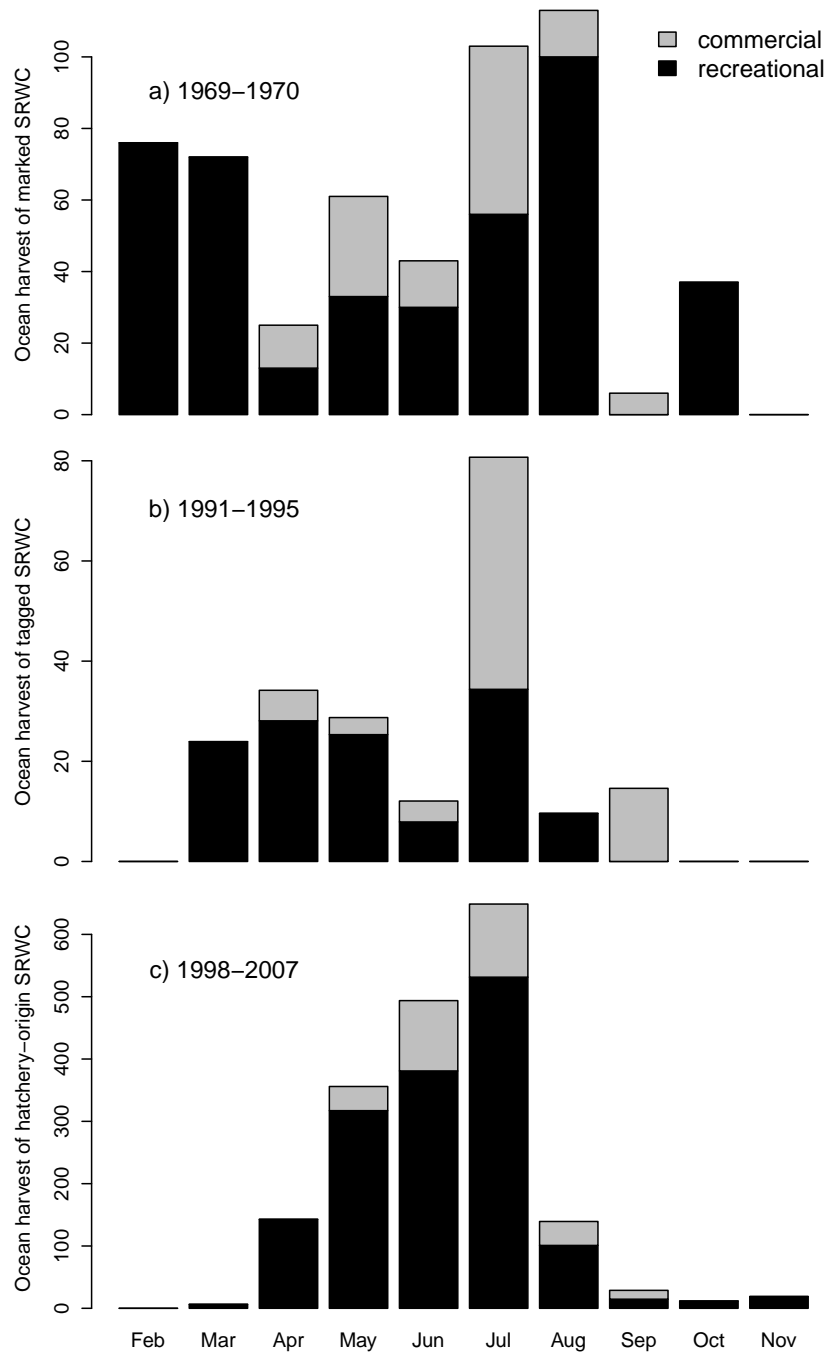 commercial
recreational
a) 1969−1970
Ocean harvest of marked SRWC
0 20 40 60 80 100
b) 1991−1995
Ocean harvest of tagged SRWC
0 20 40 60 80
c) 1998−2007
Ocean harvest of hatchery−origin SRWC
0 100 200 300 400 500 600
Feb Mar Apr May Jun Jul Aug Sep Oct Nov